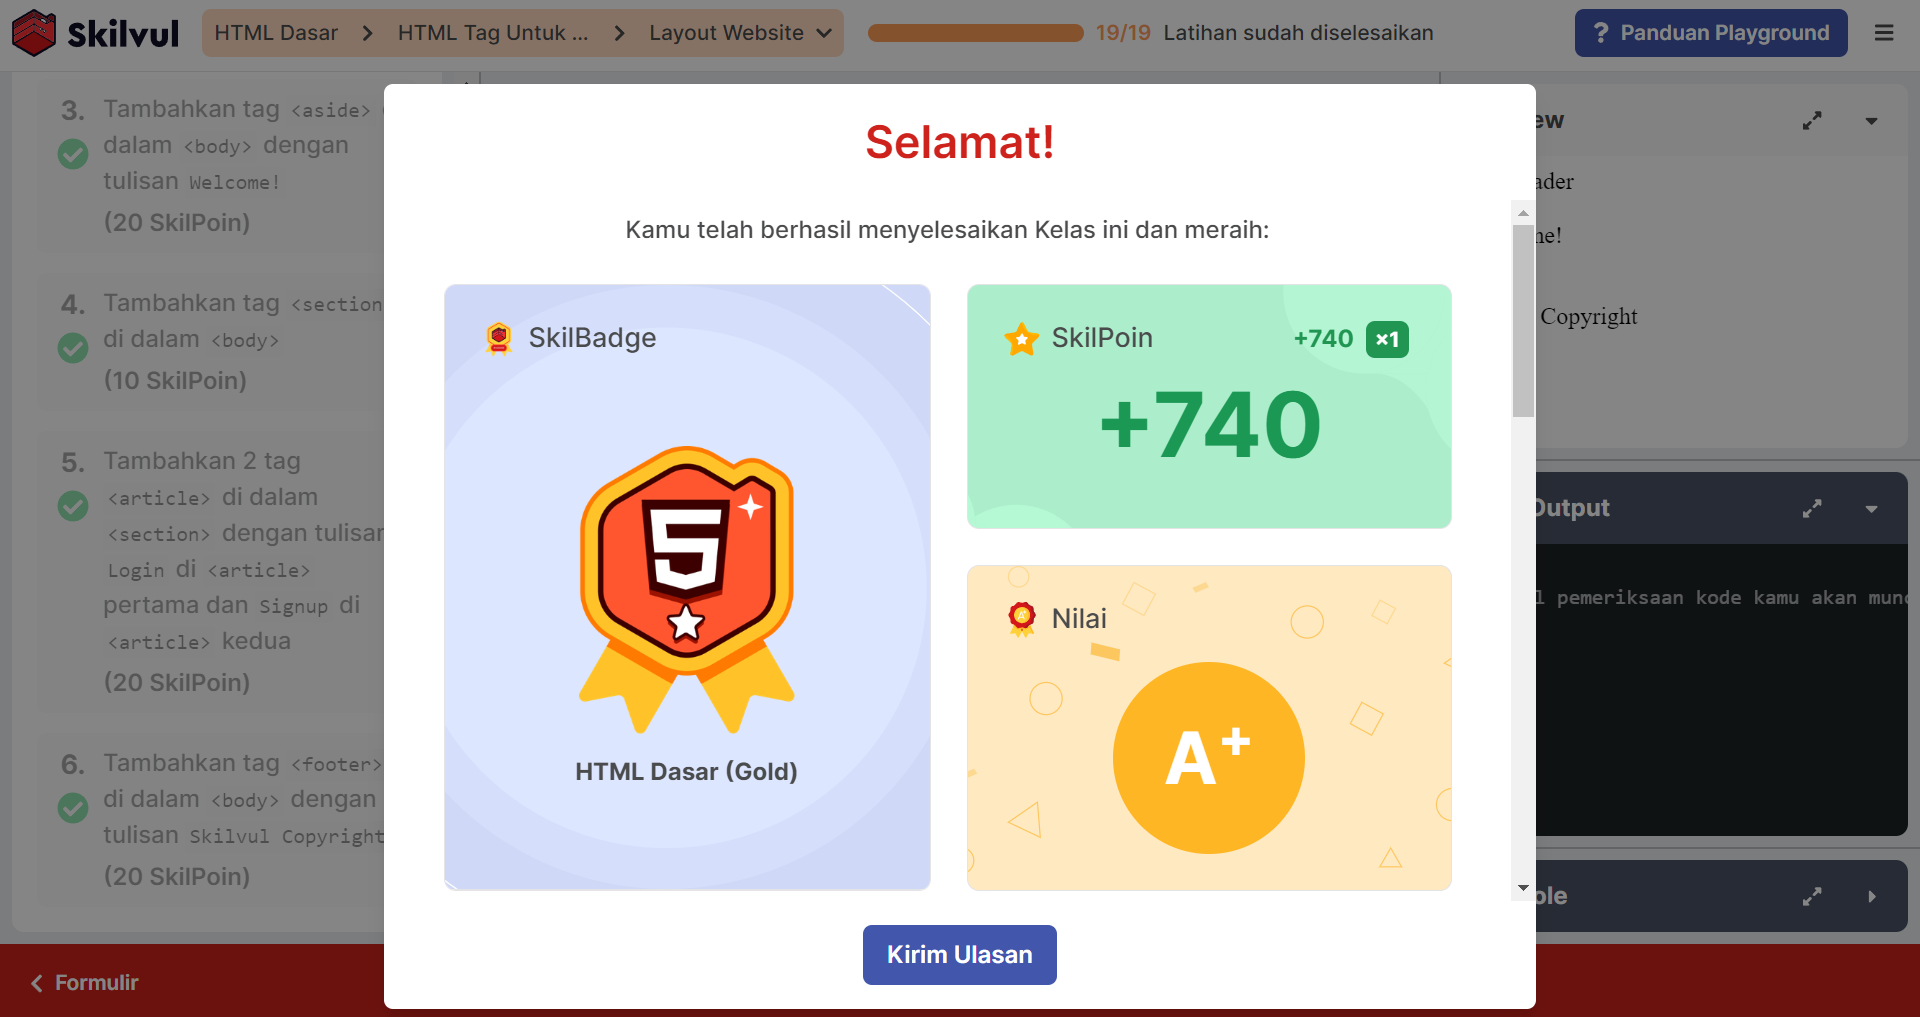 Skilvul
HTML Dasar > HTML Tag Untuk ... > Layout Website
19/19 Latihan sudah diselesaikan
? Panduan Playground
3. Tambahkan tag <aside>
dalam <body> dengan
tulisan Welcome!
(20 SkilPoin)
4. Tambahkan tag <section
di dalam <body>
(10 SkilPoin)
5. Tambahkan 2 tag
<article> di dalam
<section> dengan tulisan
Login di <article>
pertama dan Signup di
<article> kedua
(20 SkilPoin)
6. Tambahkan tag <footer>
di dalam <body> dengan
tulisan Skilvul Copyright
(20 SkilPoin)
Formulir
Selamat!
Kamu telah berhasil menyelesaikan Kelas ini dan meraih:
SkilBadge
HTML Dasar (Gold)
SkilPoin
+740 ×1
+740
Nilai
A+
Kirim Ulasan
ew
ader
ne!
Copyright
Output
l pemeriksaan kode kamu akan munc
ole